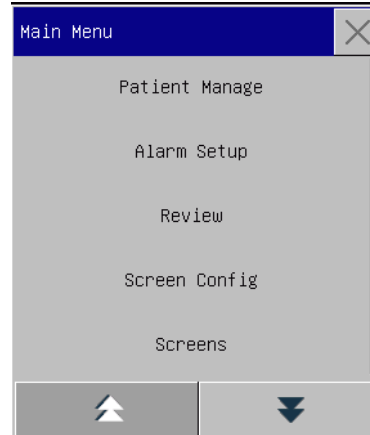 Main Menu
Patient Manage
Alarm Setup
Review
Screen Config
Screens